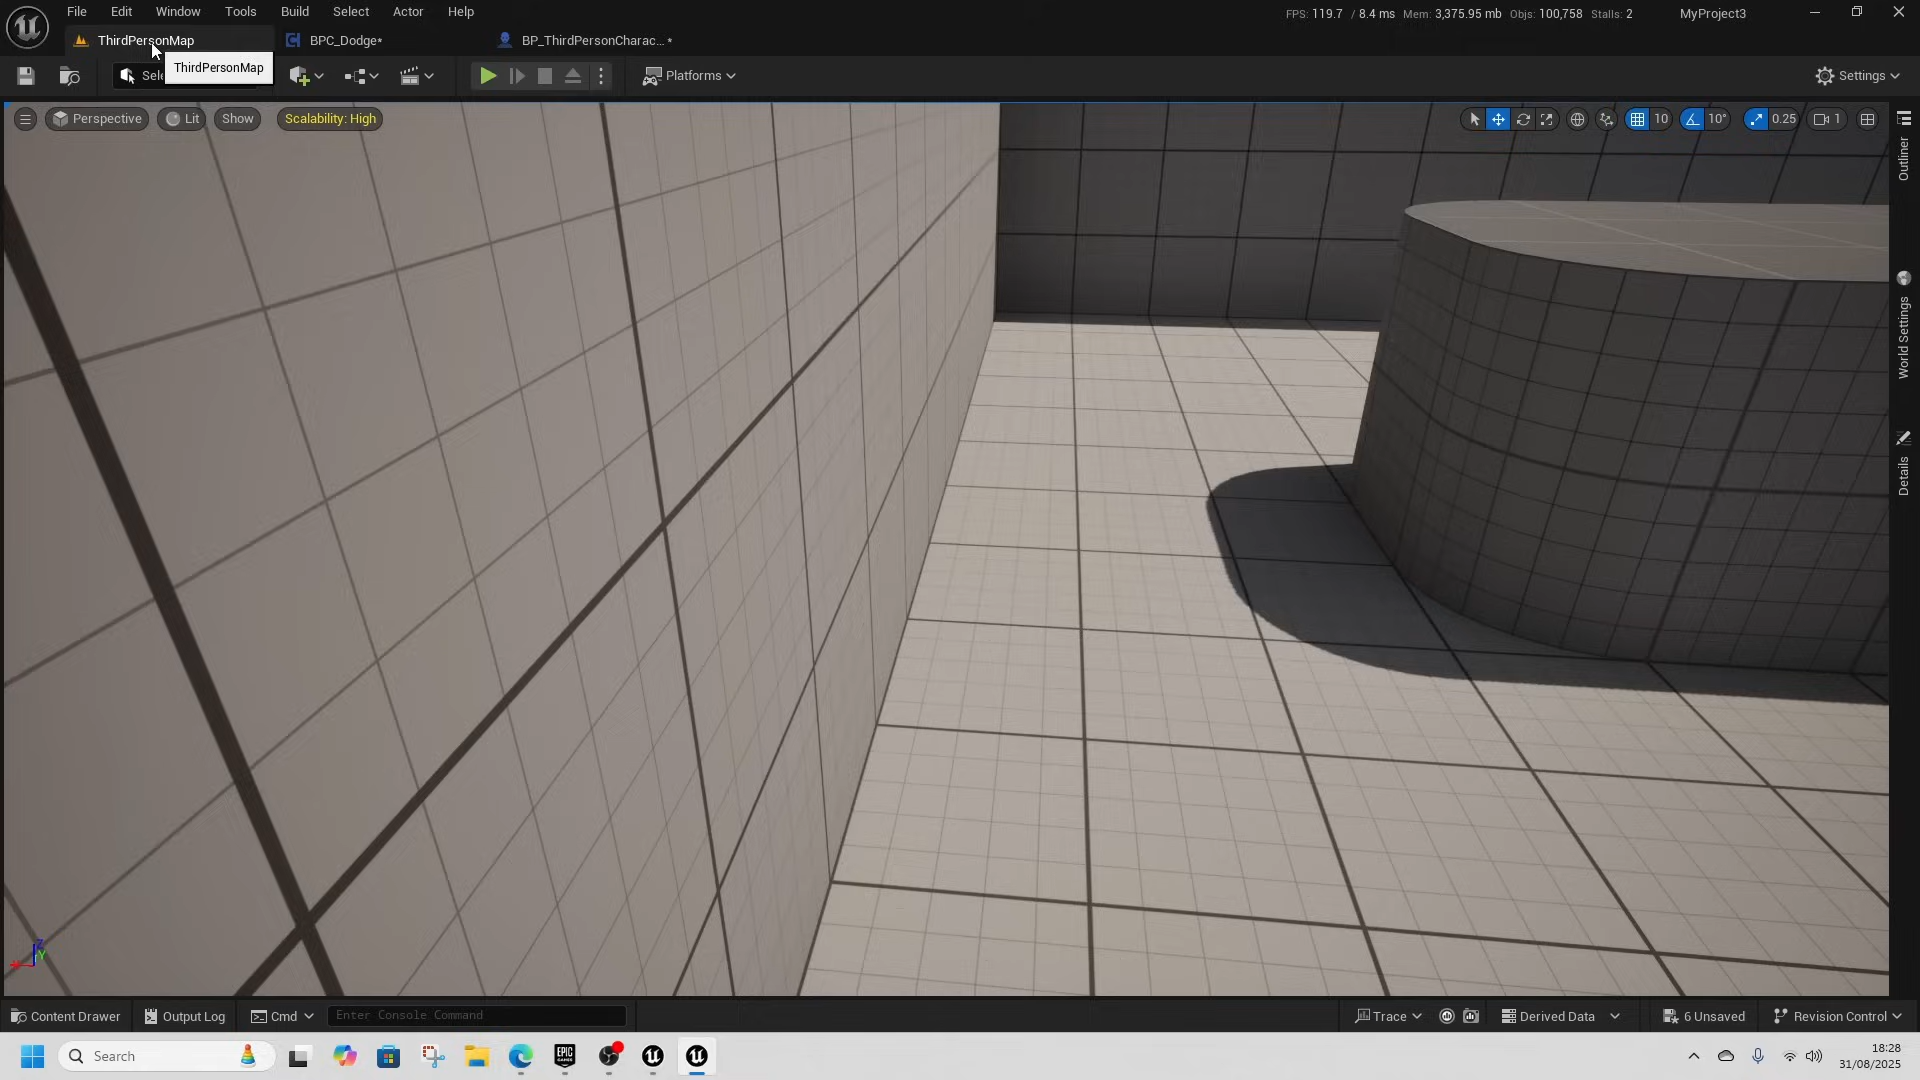 File Edit Window Tools Build Select Actor Help
FPS: 119.7 / 8.4 ms Mem: 3,375.95 mb Objs: 100,758 Stalls: 2 MyProject3
ThirdPersonMap BPC_Dodge* BP_ThirdPersonCharac... *
Sele ThirdPersonMap Platforms Settings
Perspective Lit Show Scalability: High 10 10° 0.25 1
Outliner
World Settings
Details
Z
Y
Content Drawer Output Log Cmd Enter Console Command Trace Derived Data 6 Unsaved Revision Control
Search EPIC GAMES 18:28
31/08/2025